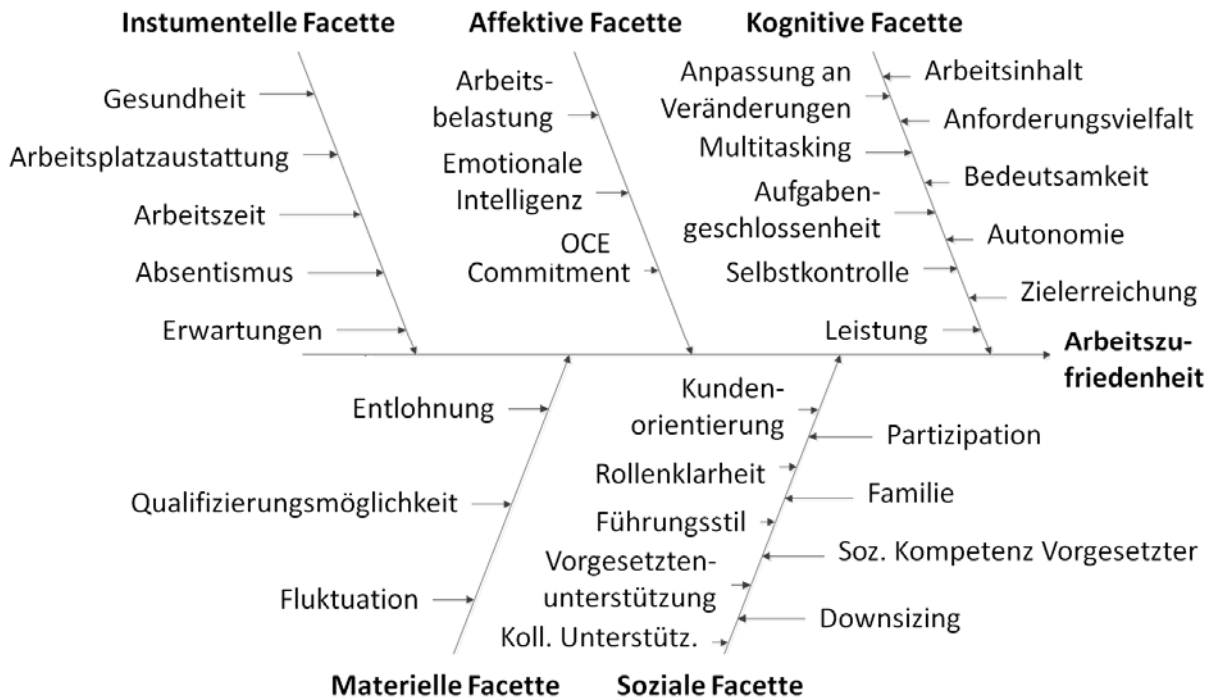 Instumentelle Facette
Affektive Facette
Kognitive Facette
Gesundheit
Arbeitsplatzaustattung
Arbeitszeit
Absentismus
Erwartungen
Arbeits-
belastung
Emotionale
Intelligenz
OCE
Commitment
Anpassung an
Veränderungen
Multitasking
Aufgaben-
geschlossenheit
Selbstkontrolle
Leistung
Arbeitsinhalt
Anforderungsvielfalt
Bedeutsamkeit
Autonomie
Zielerreichung
Arbeitszu-
friedenheit
Entlohnung
Qualifizierungsmöglichkeit
Fluktuation
Kunden-
orientierung
Rollenklarheit
Führungsstil
Vorgesetzten-
unterstützung
Koll. Unterstütz.
Partizipation
Familie
Soz. Kompetenz Vorgesetzter
Downsizing
Materielle Facette
Soziale Facette